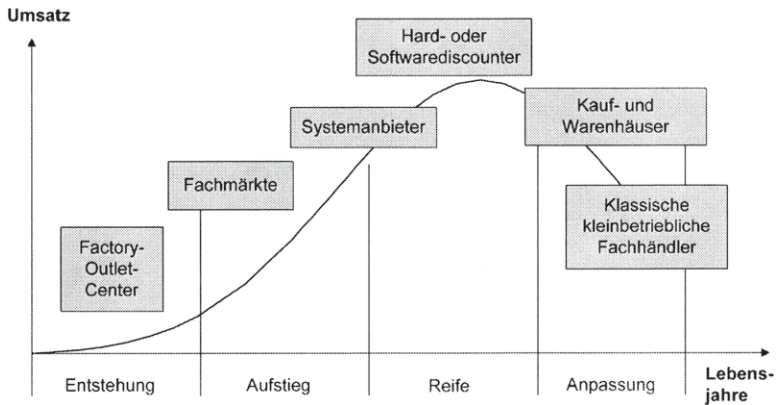 Umsatz
Hard- oder
Softwarediscounter
Systemanbieter
Kauf- und
Warenhäuser
Fachmärkte
Klassische
kleinbetriebliche
Fachhändler
Factory-
Outlet-
Center
Entstehung
Aufstieg
Reife
Anpassung
Lebens-
jahre